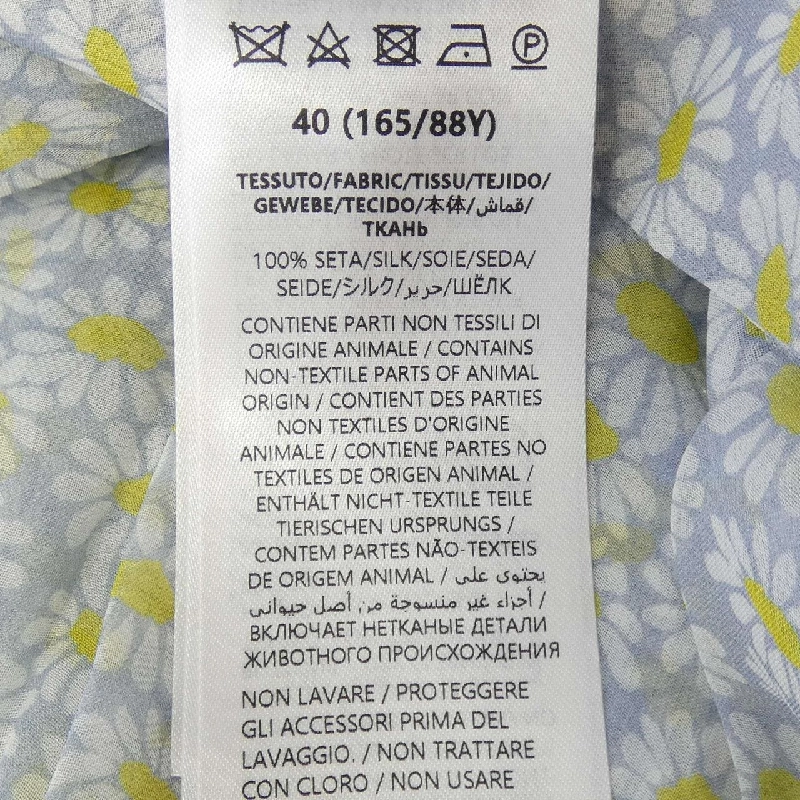 P
40 (165/88Y)
TESSUTO/FABRIC/TISSU/TEJIDO/
GEWEBE/TECIDO/本体/قماش/
ТКАНЬ
100% SETA/SILK/SOIE/SEDA/
SEIDE/シルク/حرير/ШЁЛК
CONTIENE PARTI NON TESSILI DI
ORIGINE ANIMALE / CONTAINS
NON-TEXTILE PARTS OF ANIMAL
ORIGIN / CONTIENT DES PARTIES
NON TEXTILES D'ORIGINE
ANIMALE / CONTIENE PARTES NO
TEXTILES DE ORIGEN ANIMAL /
ENTHÄLT NICHT-TEXTILE TEILE
TIERISCHEN URSPRUNGS /
CONTEM PARTES NÃO-TEXTEIS
DE ORIGEM ANIMAL / يحتوي على
أجزاء غير منسوجة من أصل حيواني /
ВКЛЮЧАЕТ НЕТКАНЫЕ ДЕТАЛИ
ЖИВОТНОГО ПРОИСХОЖДЕНИЯ
NON LAVARE / PROTEGGERE
GLI ACCESSORI PRIMA DEL
LAVAGGIO. / NON TRATTARE
CON CLORO / NON USARE